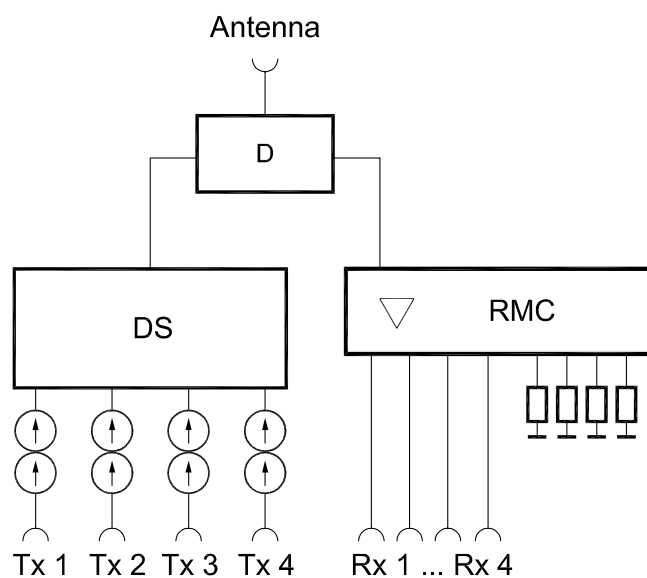 Antenna
D
DS
RMC
Tx 1 Tx 2 Tx 3 Tx 4 Rx 1 ... Rx 4